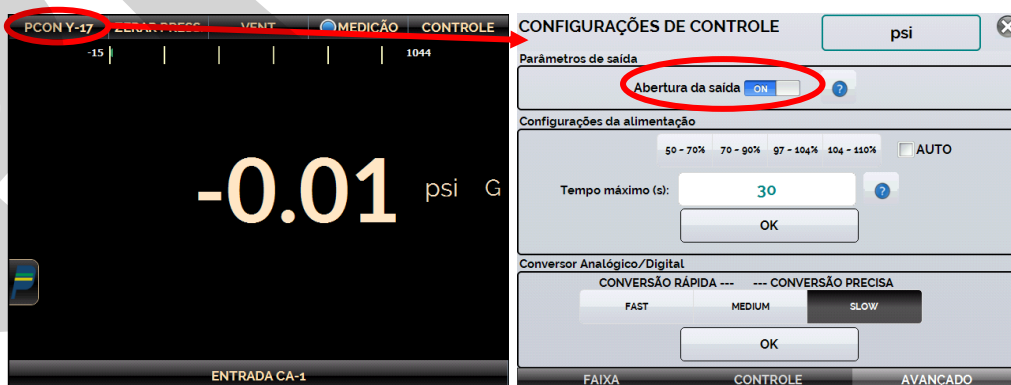 PCON Y-17 ZERAR PRESS VENT MEDIÇÃO CONTROLE
-15 1044
-0.01 psi G
ENTRADA CA-1
CONFIGURAÇÕES DE CONTROLE psi
Parâmetros de saída
Abertura da saída ON ?
Configurações da alimentação
50 - 70% 70 - 90% 97 - 104% 104 - 110% AUTO
Tempo máximo (s): 30 ?
OK
Conversor Analógico/Digital
CONVERSÃO RÁPIDA --- --- CONVERSÃO PRECISA
FAST MEDIUM SLOW
OK
FAIXA CONTROLE AVANÇADO